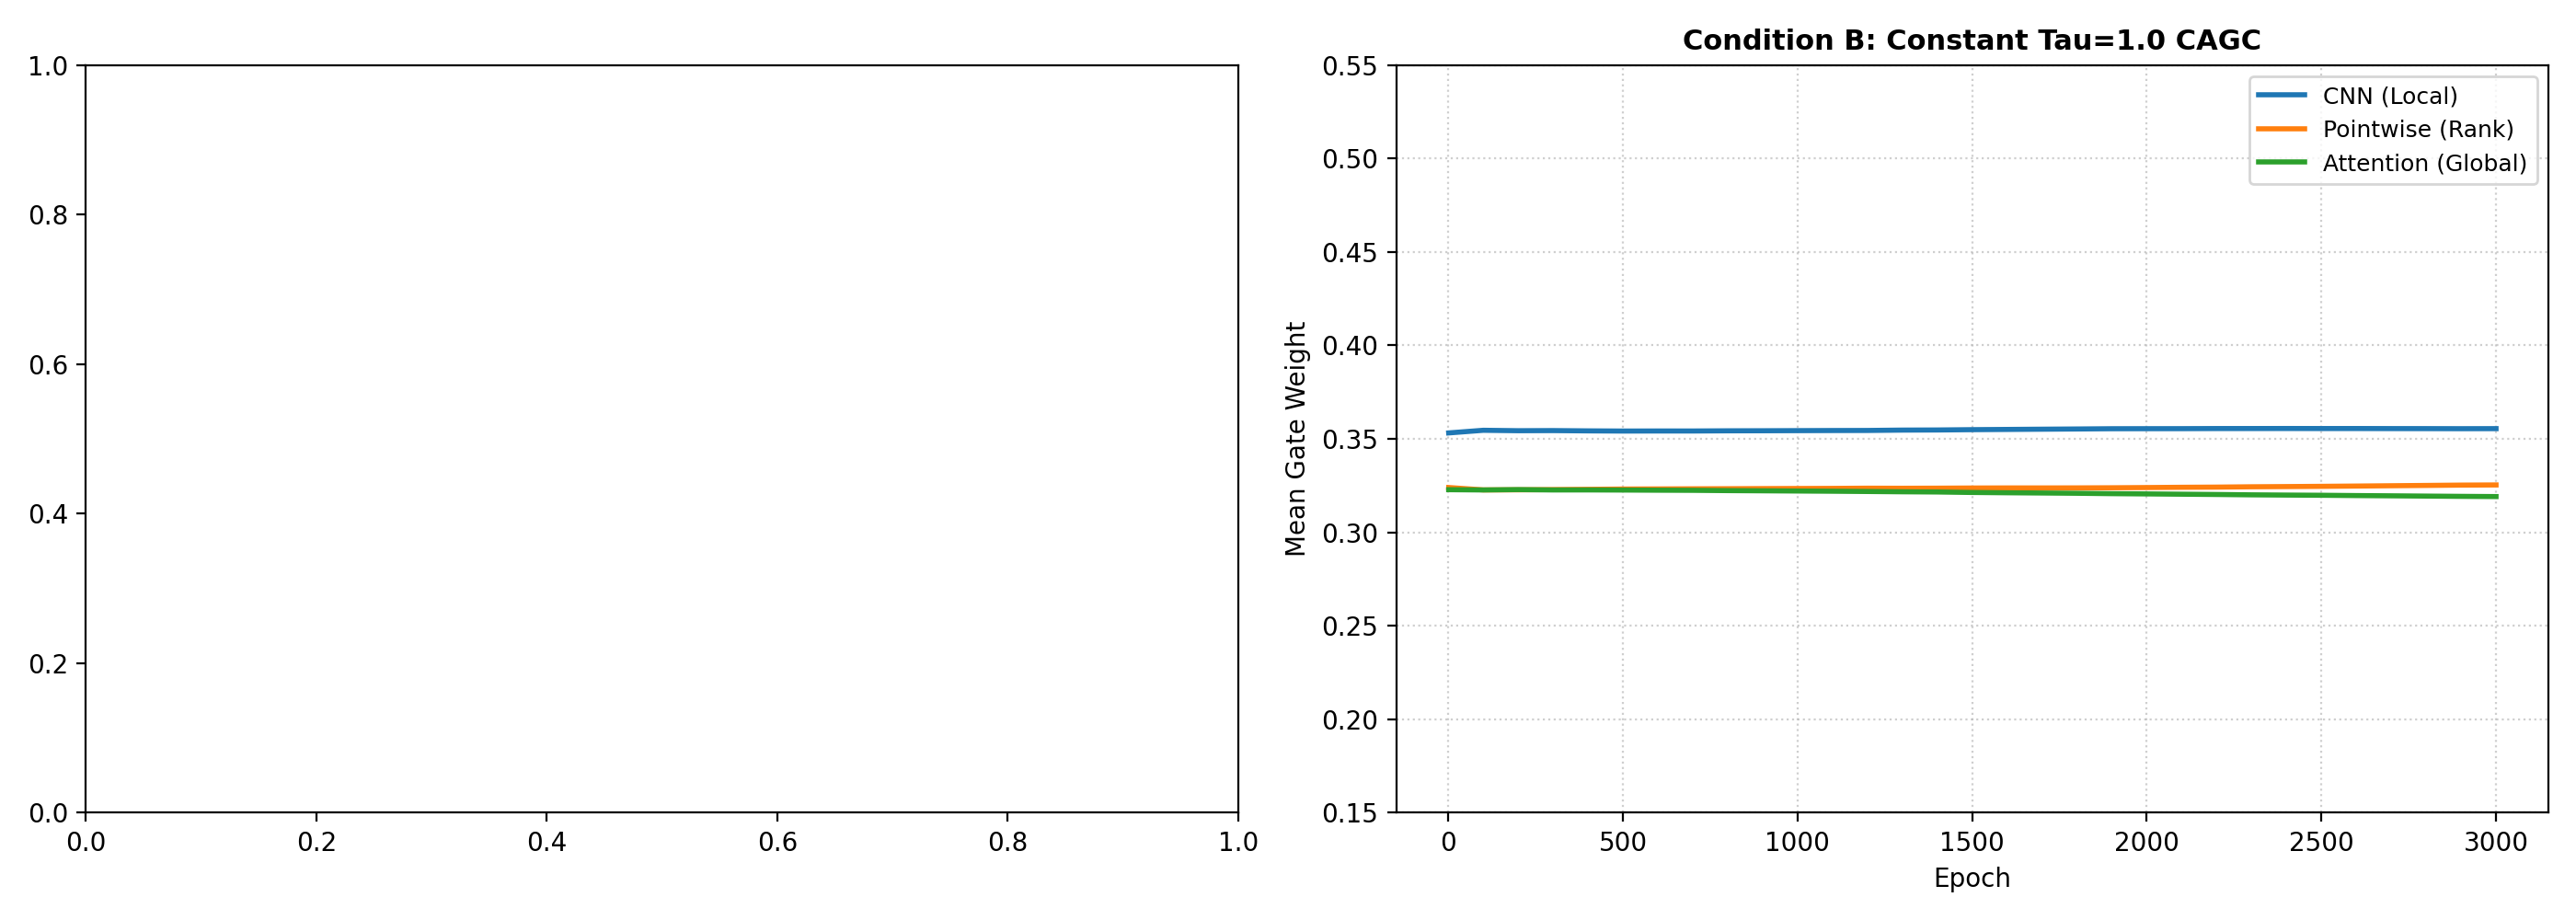 1.0
0.8
0.6
0.4
0.2
0.0
0.0 0.2 0.4 0.6 0.8 1.0
Condition B: Constant Tau=1.0 CAGC
Mean Gate Weight
0.55
0.50
0.45
0.40
0.35
0.30
0.25
0.20
0.15
CNN (Local)
Pointwise (Rank)
Attention (Global)
0 500 1000 1500 2000 2500 3000
Epoch